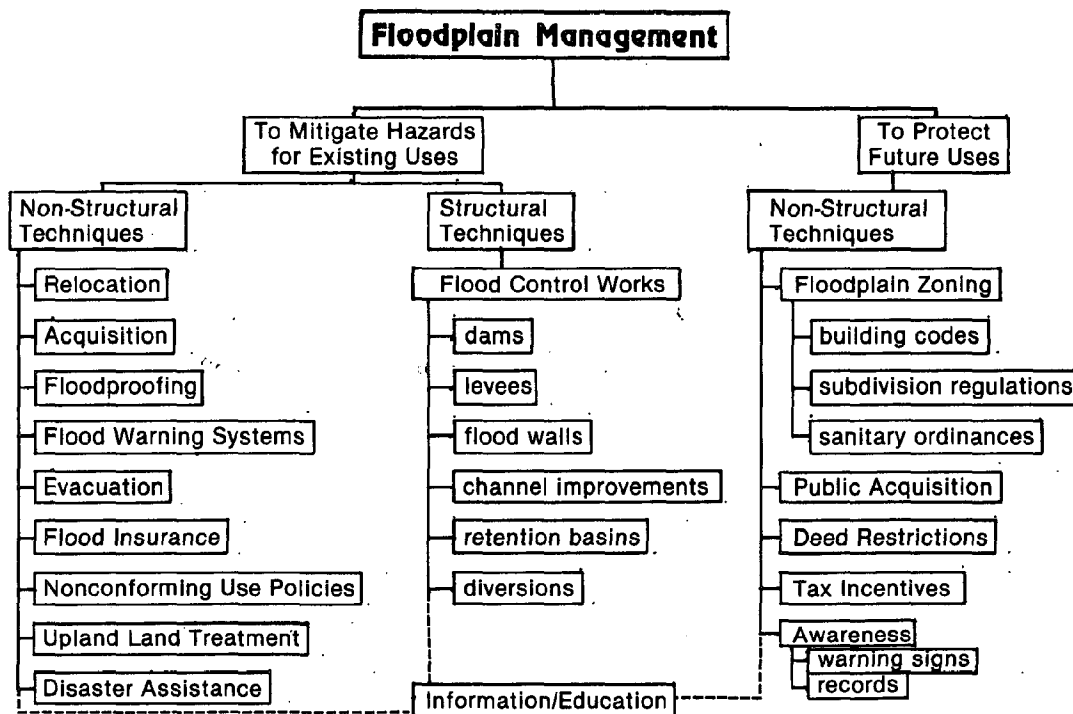 Floodplain Management
To Mitigate Hazards
for Existing Uses
To Protect
Future Uses
Non-Structural
Techniques
Structural
Techniques
Non-Structural
Techniques
Relocation
Acquisition
Floodproofing
Flood Warning Systems
Evacuation
Flood Insurance
Nonconforming Use Policies
Upland Land Treatment
Disaster Assistance
Flood Control Works
dams
levees
flood walls
channel improvements
retention basins
diversions
Floodplain Zoning
building codes
subdivision regulations
sanitary ordinances
Public Acquisition
Deed Restrictions
Tax Incentives
Awareness
warning signs
records
Information/Education